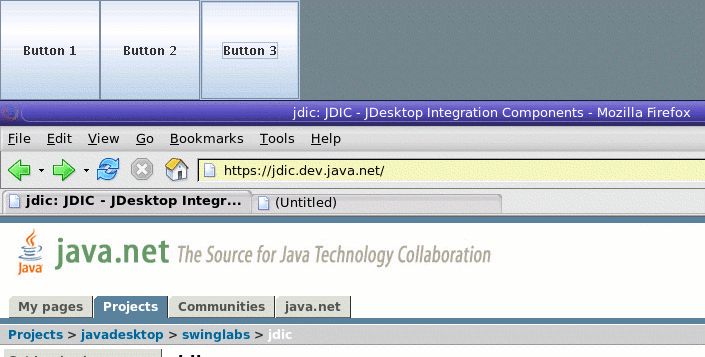 Button 1 Button 2 Button 3
jdic: JDIC - JDesktop Integration Components - Mozilla Firefox
File Edit View Go Bookmarks Tools Help
https://jdic.dev.java.net/
jdic: JDIC - JDesktop Integr... (Untitled)
Java java.net The Source for Java Technology Collaboration
My pages Projects Communities java.net
Projects > javadesktop > swinglabs > jdic